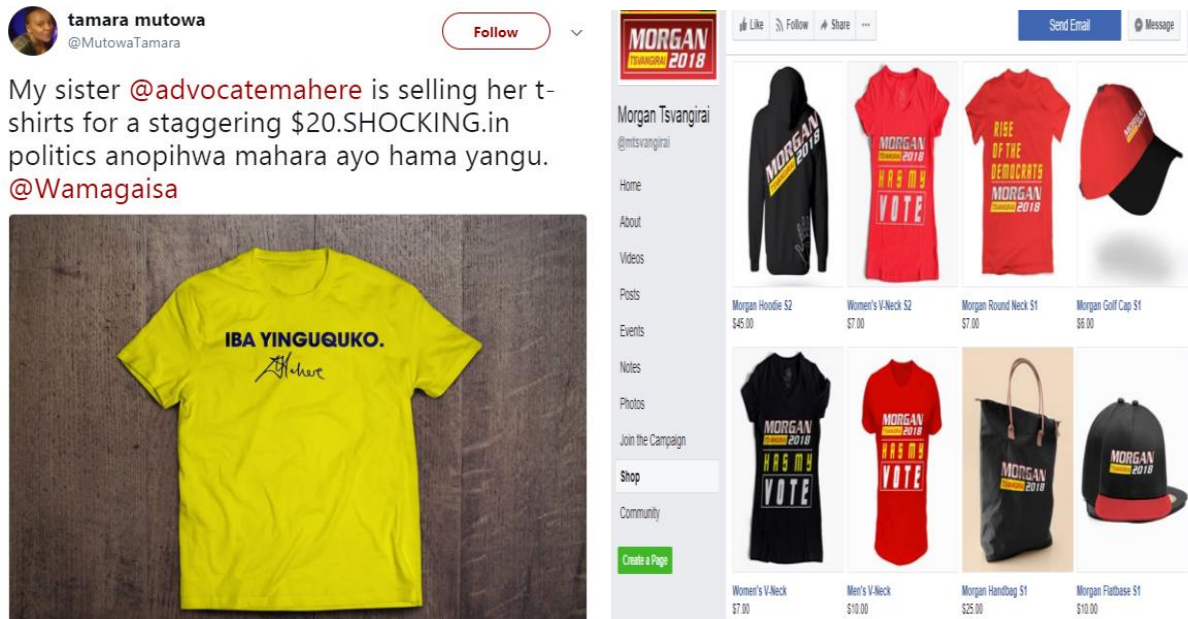 tamara mutowa
@MutowaTamara
Follow
My sister @advocatemahere is selling her t-
shirts for a staggering $20.SHOCKING.in
politics anopihwa mahara ayo hama yangu.
@Wamagaisa
IBA YINGUQUKO.
MORGAN
TSVANGIRAI 2018
Morgan Tsvangirai
@mtsvangirai
Home
About
Videos
Posts
Events
Notes
Photos
Join the Campaign
Shop
Community
Create a Page
Like
Follow
Share
Send Email
Message
MORGAN
2018
MORGAN
TSVANGIRAI 2018
HAS MY
VOTE
RISE
OF THE
DEMOCRATS
MORGAN
TSVANGIRAI 2018
MORGAN
2018
Morgan Hoodie S2
$45.00
Women's V-Neck S2
$7.00
Morgan Round Neck S1
$7.00
Morgan Golf Cap S1
$6.00
MORGAN
TSVANGIRAI 2018
HAS MY
VOTE
MORGAN
TSVANGIRAI 2018
HAS MY
VOTE
MORGAN
TSVANGIRAI 2018
MORGAN
TSVANGIRAI 2018
Women's V-Neck
$7.00
Men's V-Neck
$10.00
Morgan Handbag S1
$25.00
Morgan Flatbase S1
$10.00